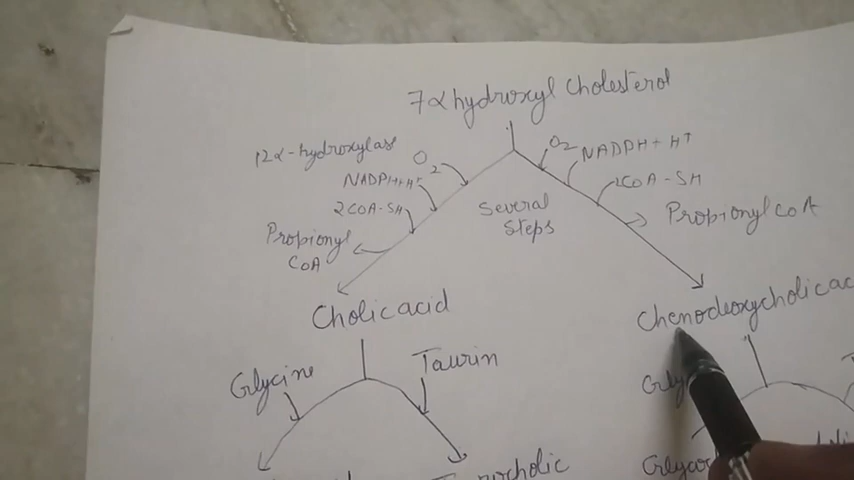 7α hydroxyl Cholesterol
12α-hydroxylase
O2
NADPH+H+
2COA-SH
Propionyl
COA
Several
Steps
O2
NADPH+ H+
2COA-SH
Propionyl COA
Cholic acid
Chenodeoxycholic ac
Glycine
Taurin